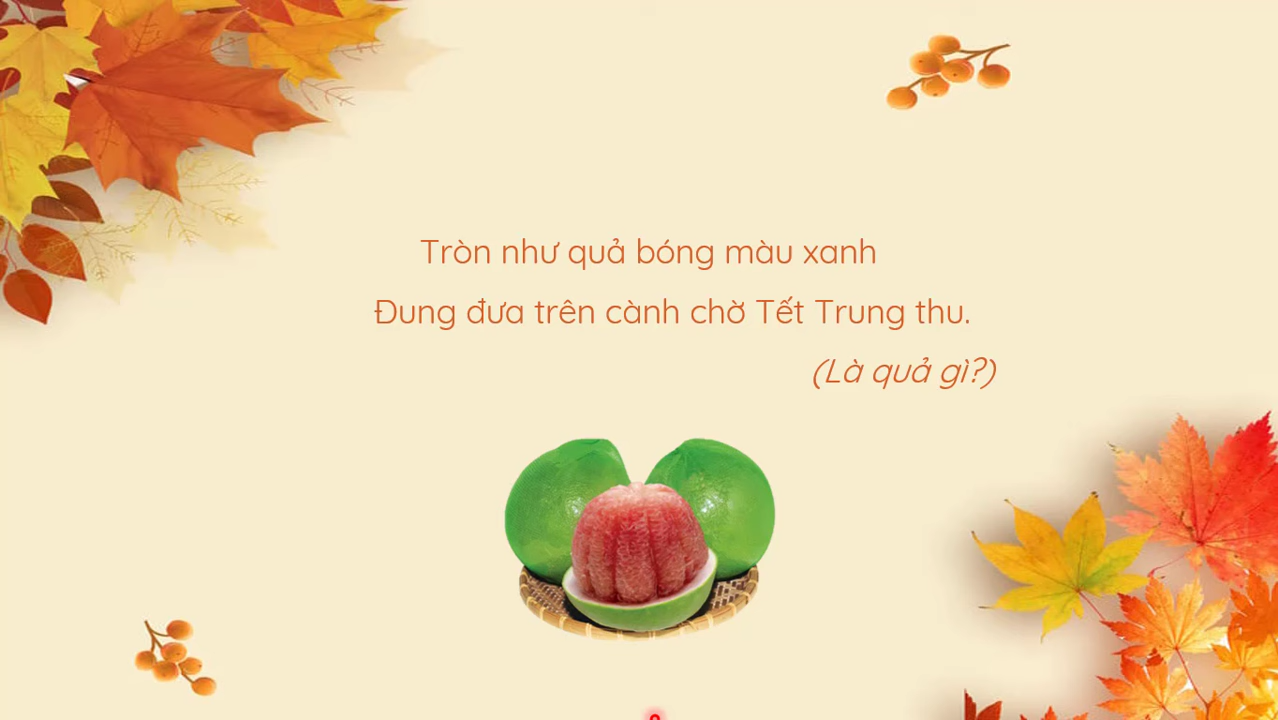 Tròn như quả bóng màu xanh
Đung đưa trên cành chờ Tết Trung thu.
(Là quả gì?)